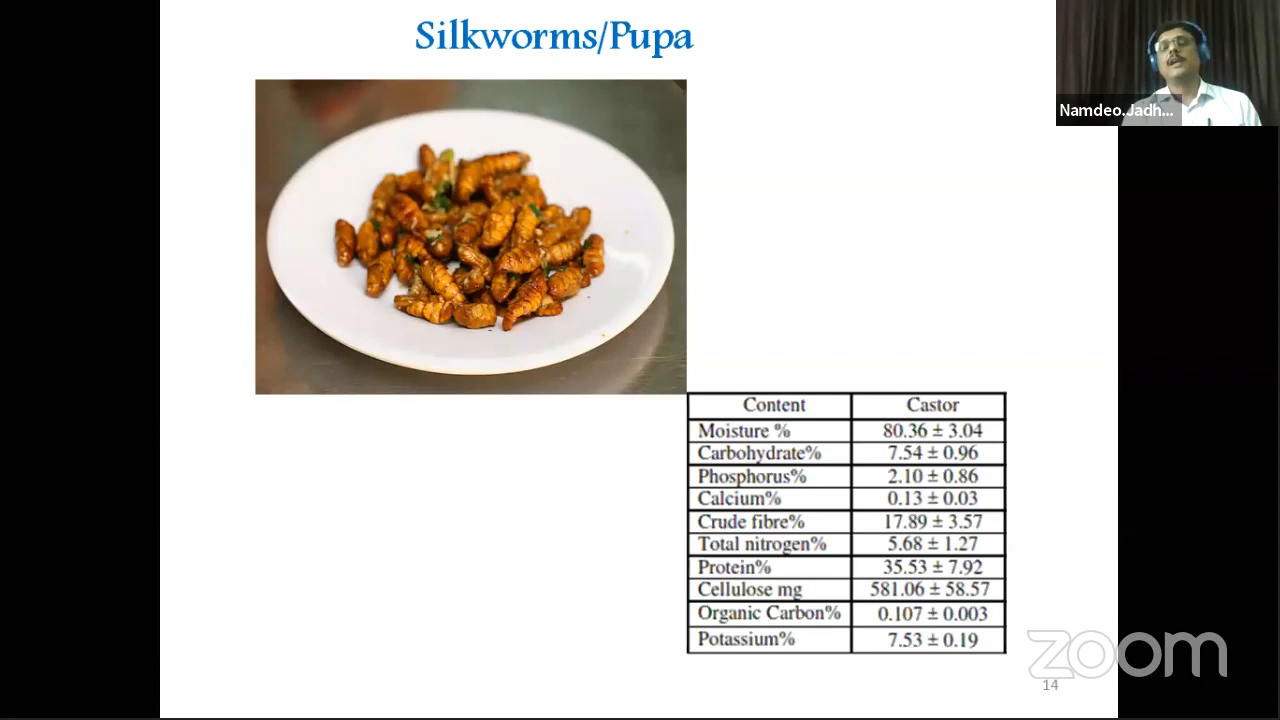 Silkworms/Pupa
Namdeo.Jadh...
Content Castor
Moisture % 80.36 ± 3.04
Carbohydrate% 7.54 ± 0.96
Phosphorus% 2.10 ± 0.86
Calcium% 0.13 ± 0.03
Crude fibre% 17.89 ± 3.57
Total nitrogen% 5.68 ± 1.27
Protein% 35.53 ± 7.92
Cellulose mg 581.06 ± 58.57
Organic Carbon% 0.107 ± 0.003
Potassium% 7.53 ± 0.19
zoom
14